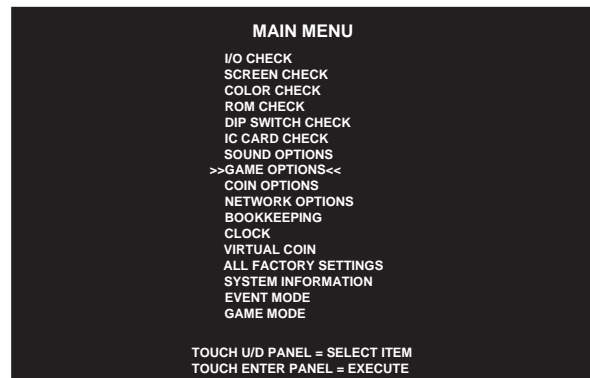 MAIN MENU
I/O CHECK
SCREEN CHECK
COLOR CHECK
ROM CHECK
DIP SWITCH CHECK
IC CARD CHECK
SOUND OPTIONS
>>GAME OPTIONS<<
COIN OPTIONS
NETWORK OPTIONS
BOOKKEEPING
CLOCK
VIRTUAL COIN
ALL FACTORY SETTINGS
SYSTEM INFORMATION
EVENT MODE
GAME MODE
TOUCH U/D PANEL = SELECT ITEM
TOUCH ENTER PANEL = EXECUTE